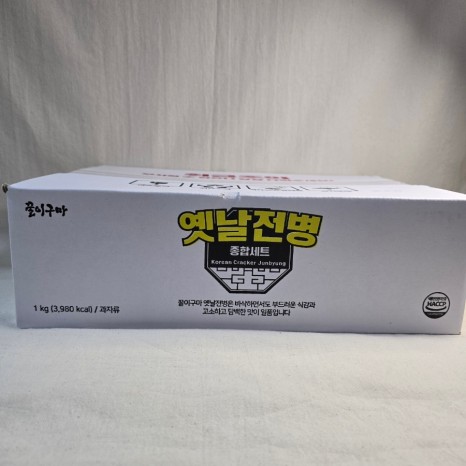 꿀이구마
옛날전병
종합세트
Korean Cracker Junbyung
1 kg (3,980 kcal) / 과자류
꿀이구마 옛날전병은 바삭하면서도 부드러운 식감과
고소하고 담백한 맛이 일품입니다
HACCP